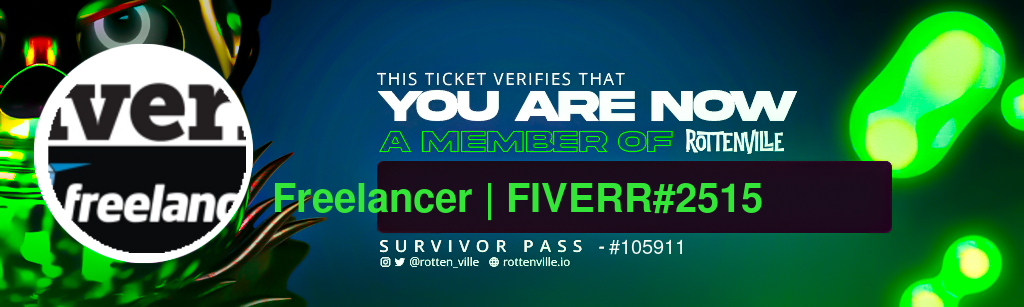 THIS TICKET VERIFIES THAT
YOU ARE NOW
A MEMBER OF ROTTENVILLE
iverr
freelanc
Freelancer | FIVERR#2515
SURVIVOR PASS - #105911
@rotten_ville rottenville.io